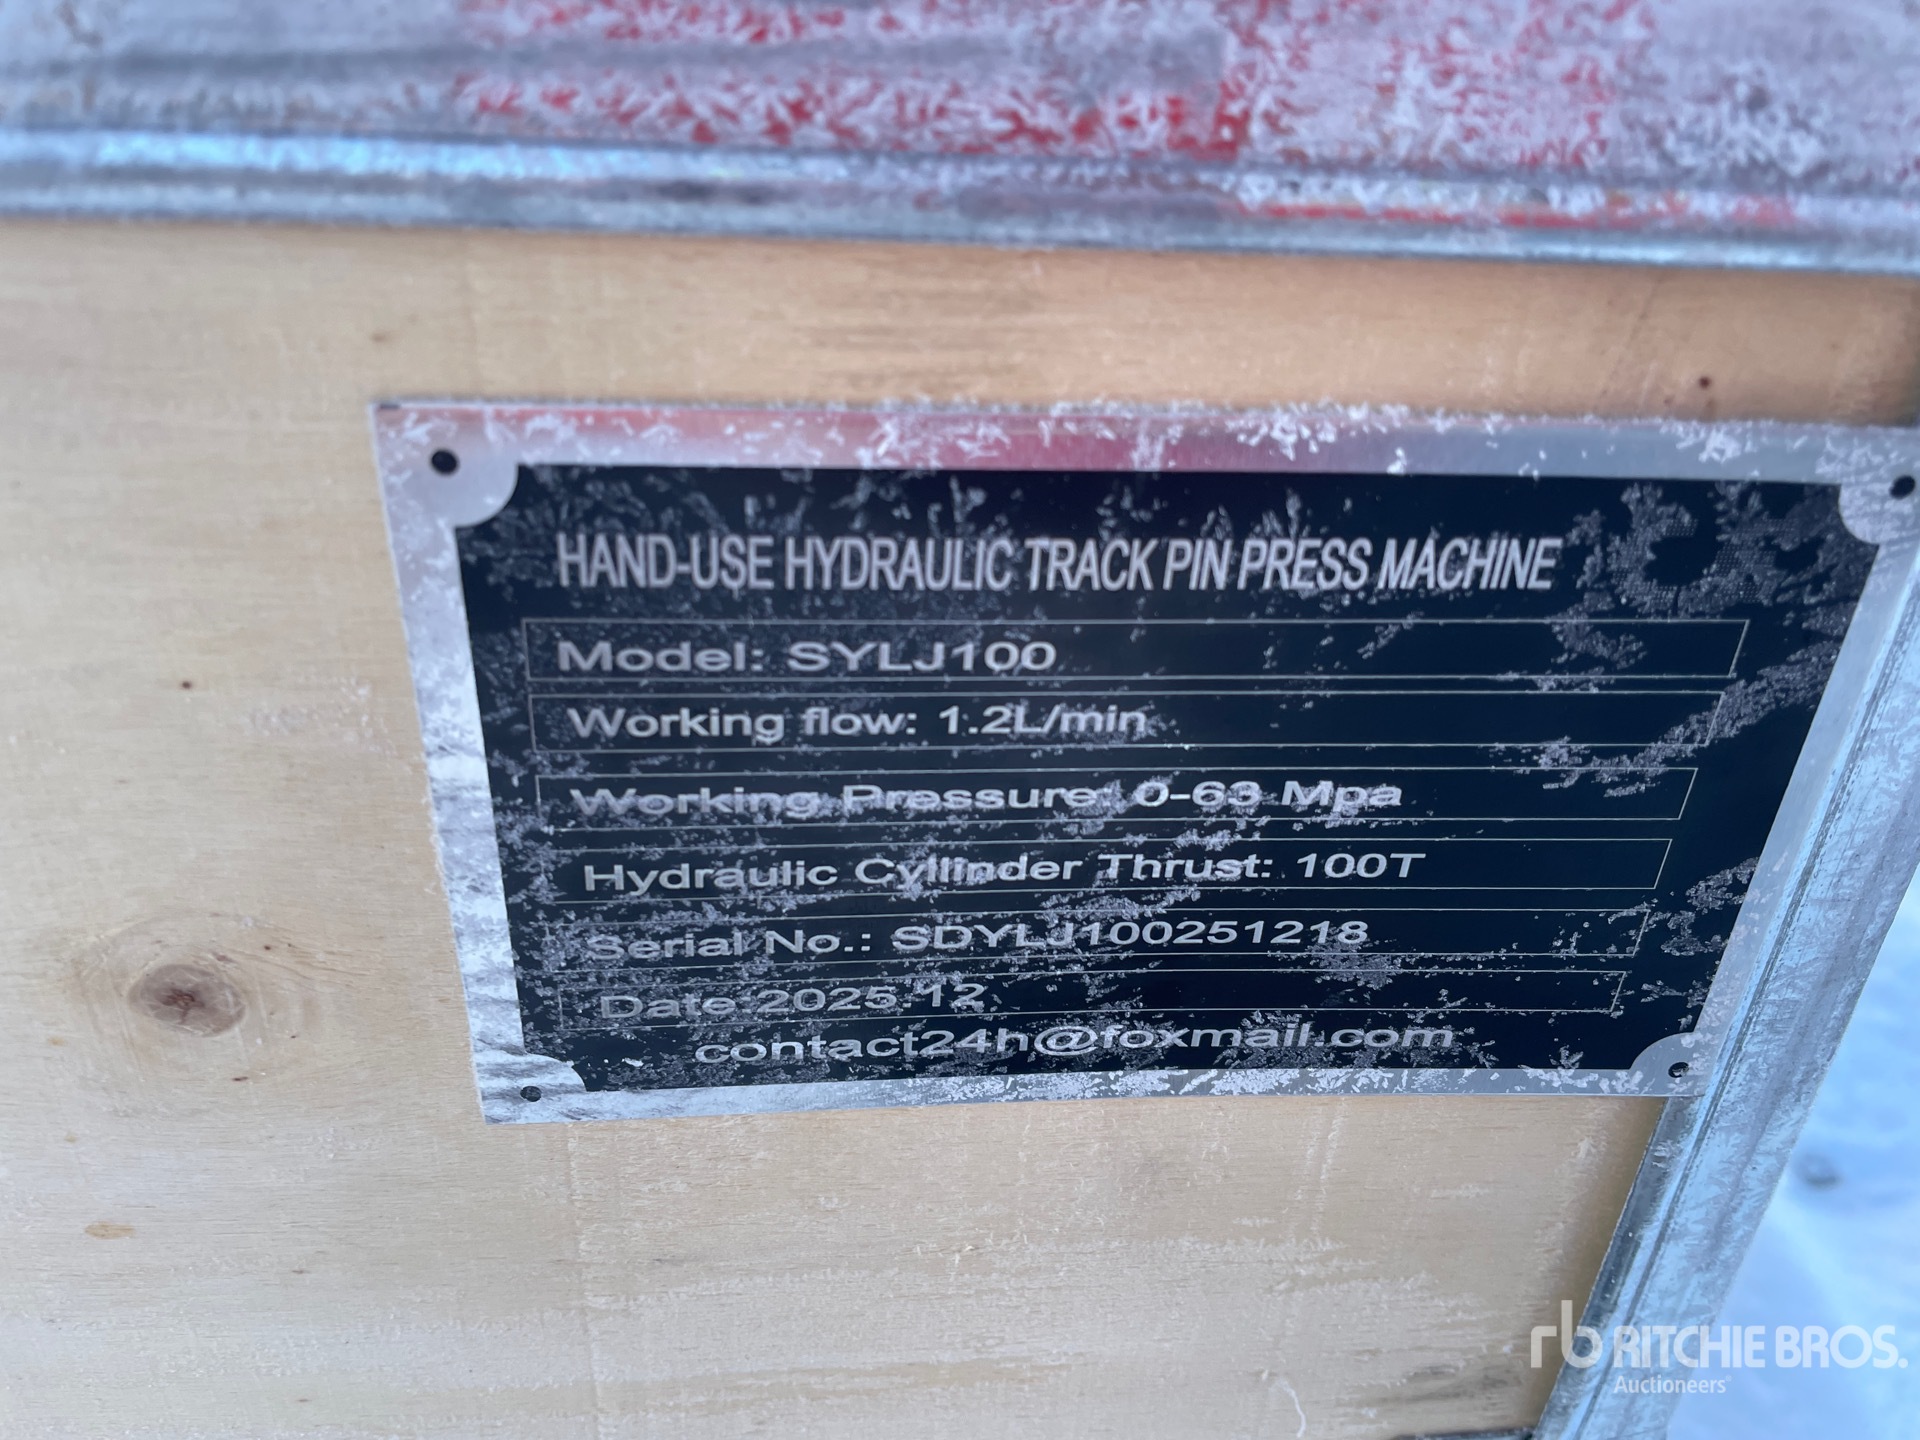 HAND-USE HYDRAULIC TRACK PIN PRESS MACHINE
Model: SYLJ100
Working flow: 1.2L/min
Working Pressure: 0-63 Mpa
Hydraulic Cyllinder Thrust: 100T
Serial No.: SDYLJ100251218
Date:2025.12
contact24h@foxmail.com
rb RITCHIE BROS.
Auctioneers